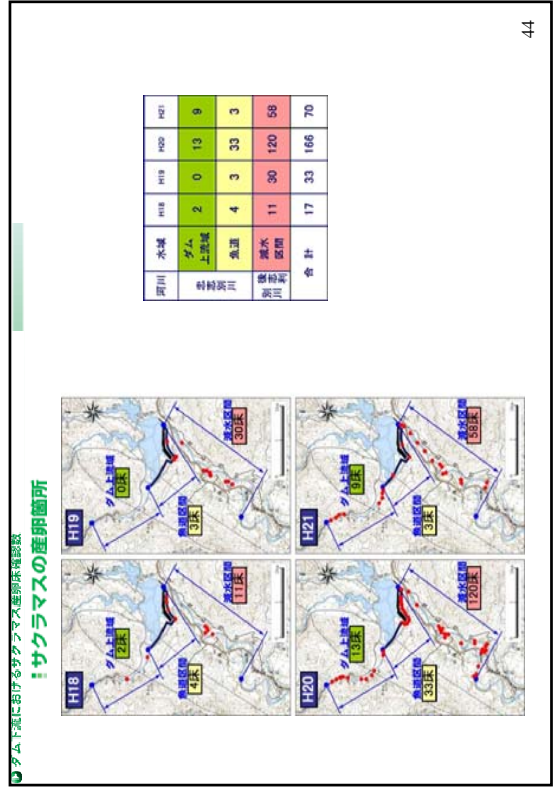 ダム下流におけるサクラマス産卵床確認数
サクラマスの産卵箇所
H18
ダム上流域
2床
魚道区間
4床
減水区間
11床
H19
ダム上流域
0床
魚道区間
3床
減水区間
30床
H20
ダム上流域
13床
魚道区間
33床
減水区間
120床
H21
ダム上流域
9床
魚道区間
3床
減水区間
58床
河川 水域 H18 H19 H20 H21
ダム上流域 2 0 13 9
魚道 4 3 33 3
後志利別川 減水区間 11 30 120 58
合計 17 33 166 70
44